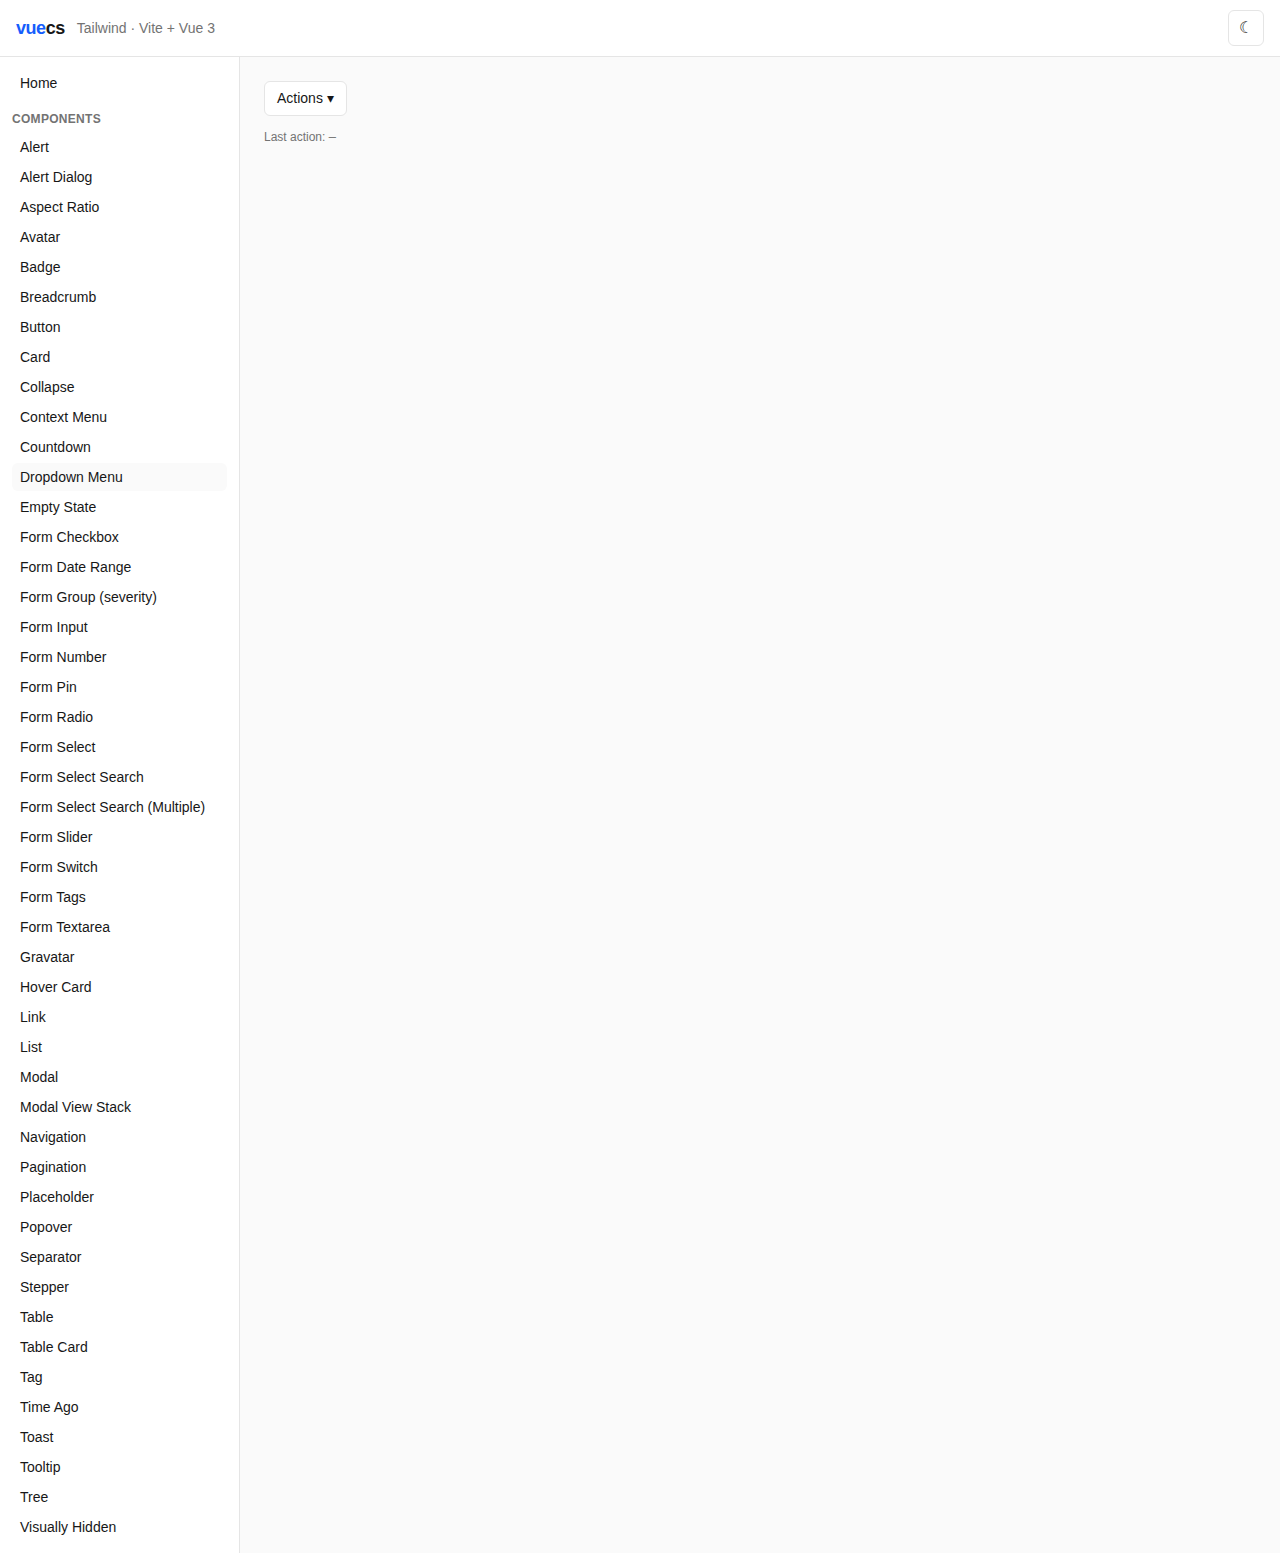 vuecs Tailwind · Vite + Vue 3 ☾
Home
COMPONENTS
Alert
Alert Dialog
Aspect Ratio
Avatar
Badge
Breadcrumb
Button
Card
Collapse
Context Menu
Countdown
Dropdown Menu
Empty State
Form Checkbox
Form Date Range
Form Group (severity)
Form Input
Form Number
Form Pin
Form Radio
Form Select
Form Select Search
Form Select Search (Multiple)
Form Slider
Form Switch
Form Tags
Form Textarea
Gravatar
Hover Card
Link
List
Modal
Modal View Stack
Navigation
Pagination
Placeholder
Popover
Separator
Stepper
Table
Table Card
Tag
Time Ago
Toast
Tooltip
Tree
Visually Hidden
Actions ▾
Last action: –